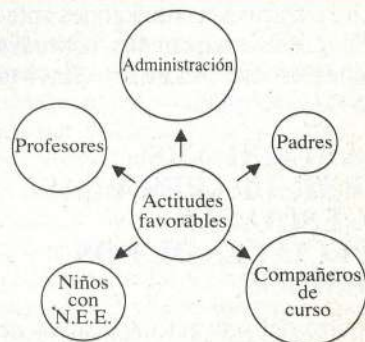 Administración
Profesores
Padres
Actitudes
favorables
Niños
con
N.E.E.
Compañeros
de
curso